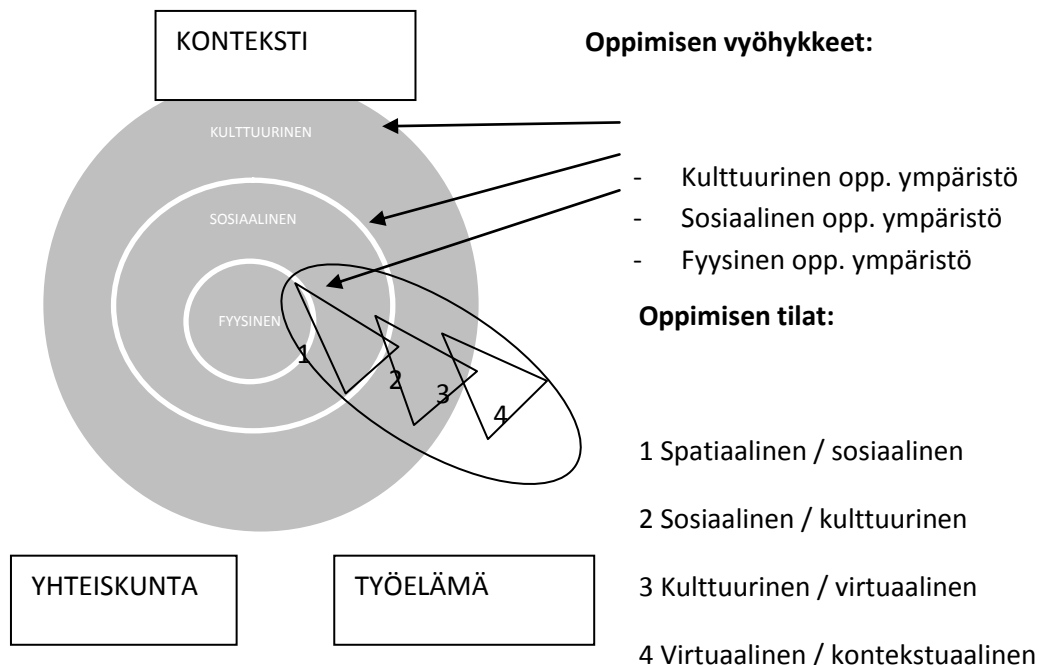 KONTEKSTI
Oppimisen vyöhykkeet:
KULTTUURINEN
SOSIAALINEN
FYYSINEN
- Kulttuurinen opp. ympäristö
- Sosiaalinen opp. ympäristö
- Fyysinen opp. ympäristö
Oppimisen tilat:
1
2
3
4
1 Spatiaalinen / sosiaalinen
2 Sosiaalinen / kulttuurinen
3 Kulttuurinen / virtuaalinen
4 Virtuaalinen / kontekstuaalinen
YHTEISKUNTA
TYÖELÄMÄ